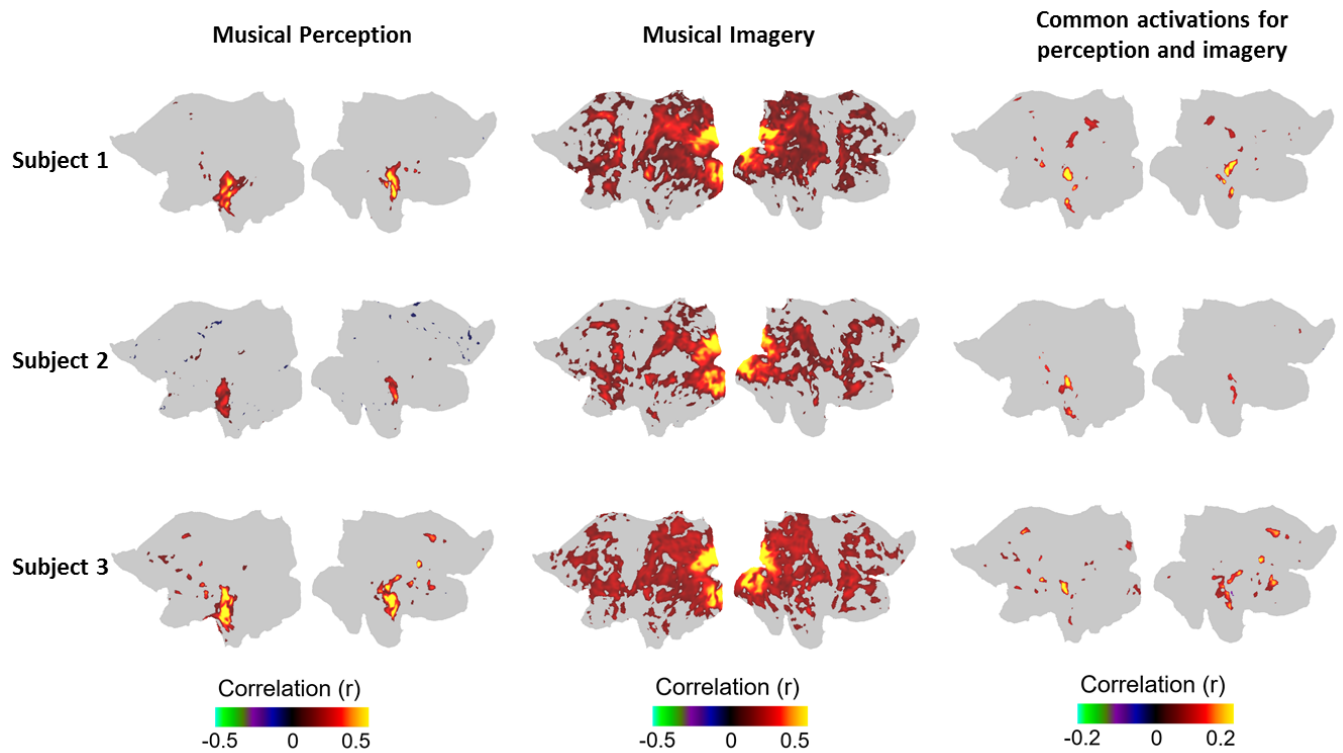 Musical Perception
Musical Imagery
Common activations for
perception and imagery
Subject 1
Subject 2
Subject 3
Correlation (r)
-0.5 0 0.5
Correlation (r)
-0.5 0 0.5
Correlation (r)
-0.2 0 0.2